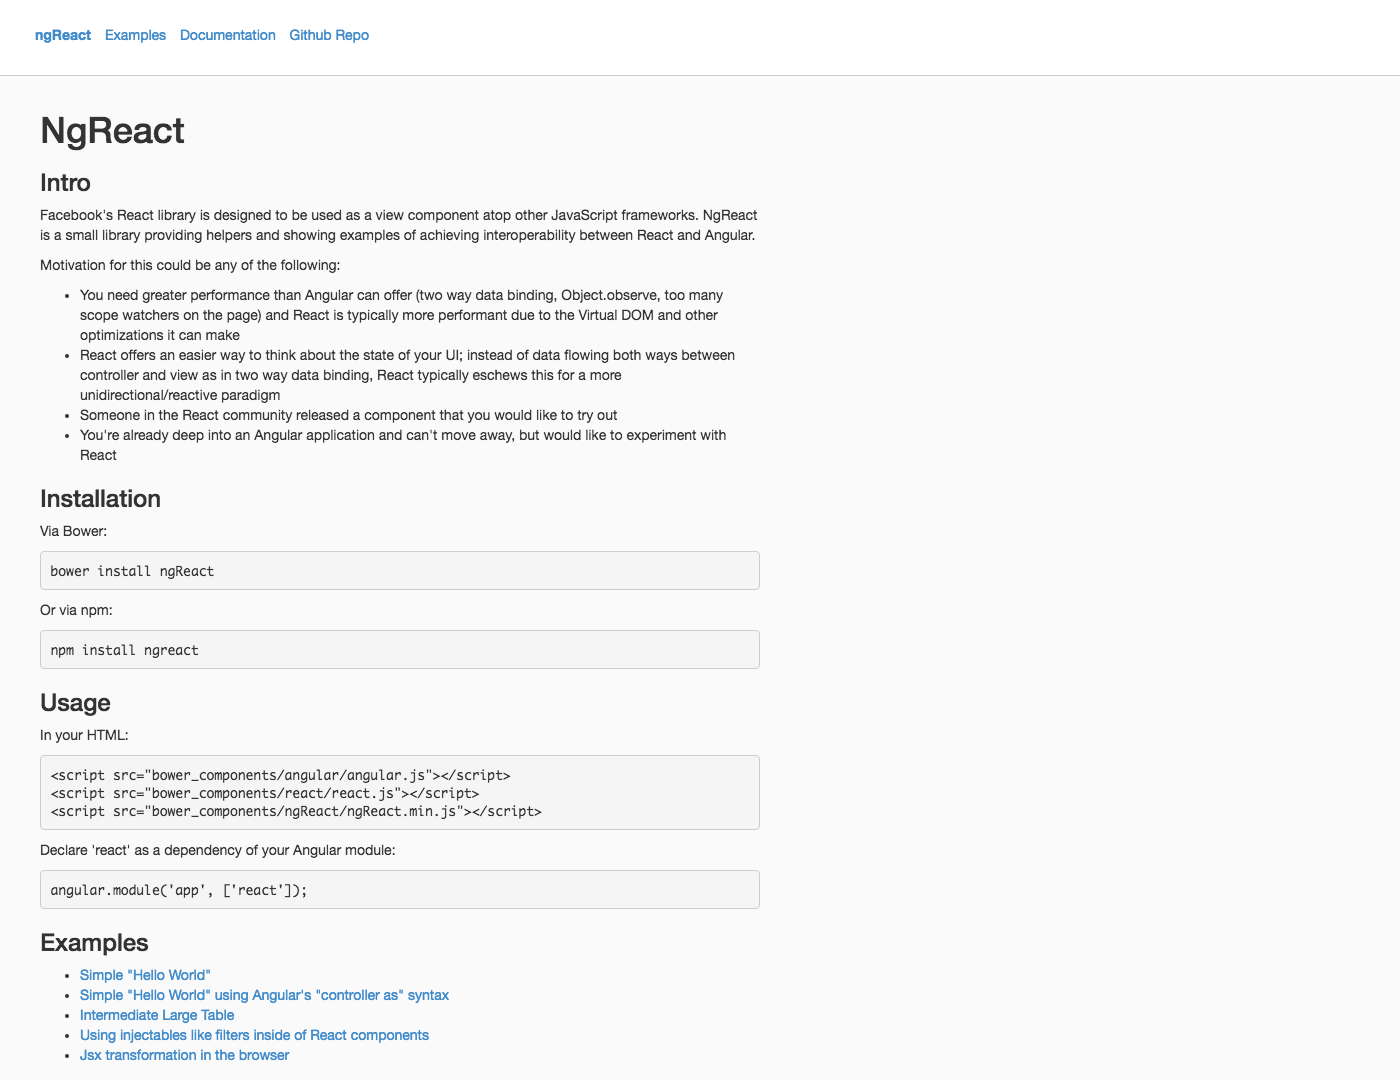 ngReact Examples Documentation Github Repo
NgReact
Intro
Facebook's React library is designed to be used as a view component atop other JavaScript frameworks. NgReact
is a small library providing helpers and showing examples of achieving interoperability between React and Angular.
Motivation for this could be any of the following:
• You need greater performance than Angular can offer (two way data binding, Object.observe, too many
scope watchers on the page) and React is typically more performant due to the Virtual DOM and other
optimizations it can make
• React offers an easier way to think about the state of your UI; instead of data flowing both ways between
controller and view as in two way data binding, React typically eschews this for a more
unidirectional/reactive paradigm
• Someone in the React community released a component that you would like to try out
• You're already deep into an Angular application and can't move away, but would like to experiment with
React
Installation
Via Bower:
bower install ngReact
Or via npm:
npm install ngreact
Usage
In your HTML:
<script src="bower_components/angular/angular.js"></script>
<script src="bower_components/react/react.js"></script>
<script src="bower_components/ngReact/ngReact.min.js"></script>
Declare 'react' as a dependency of your Angular module:
angular.module('app', ['react']);
Examples
• Simple "Hello World"
• Simple "Hello World" using Angular's "controller as" syntax
• Intermediate Large Table
• Using injectables like filters inside of React components
• Jsx transformation in the browser